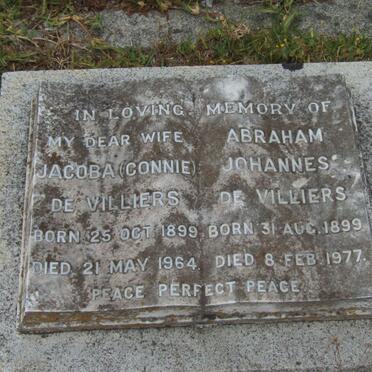 IN LOVING MEMORY OF
MY DEAR WIFE
JACOBA (CONNIE)
DE VILLIERS
BORN 25 OCT 1899
DIED 21 MAY 1964
ABRAHAM
JOHANNES
DE VILLIERS
BORN 31 AUG. 1899
DIED 8 FEB. 1977.
PEACE PERFECT PEACE.